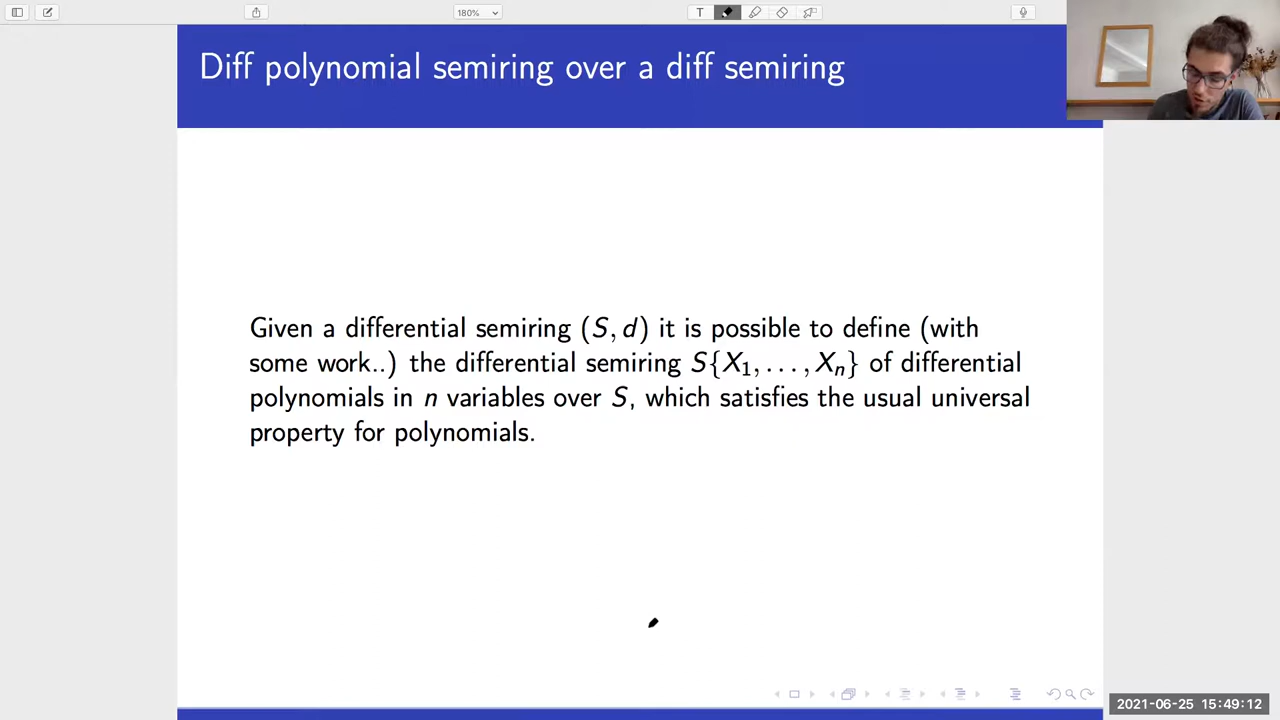 180%
T
Diff polynomial semiring over a diff semiring
Given a differential semiring (S, d) it is possible to define (with
some work..) the differential semiring S{X₁, . . . , Xₙ} of differential
polynomials in n variables over S, which satisfies the usual universal
property for polynomials.
2021-06-25 15:49:12